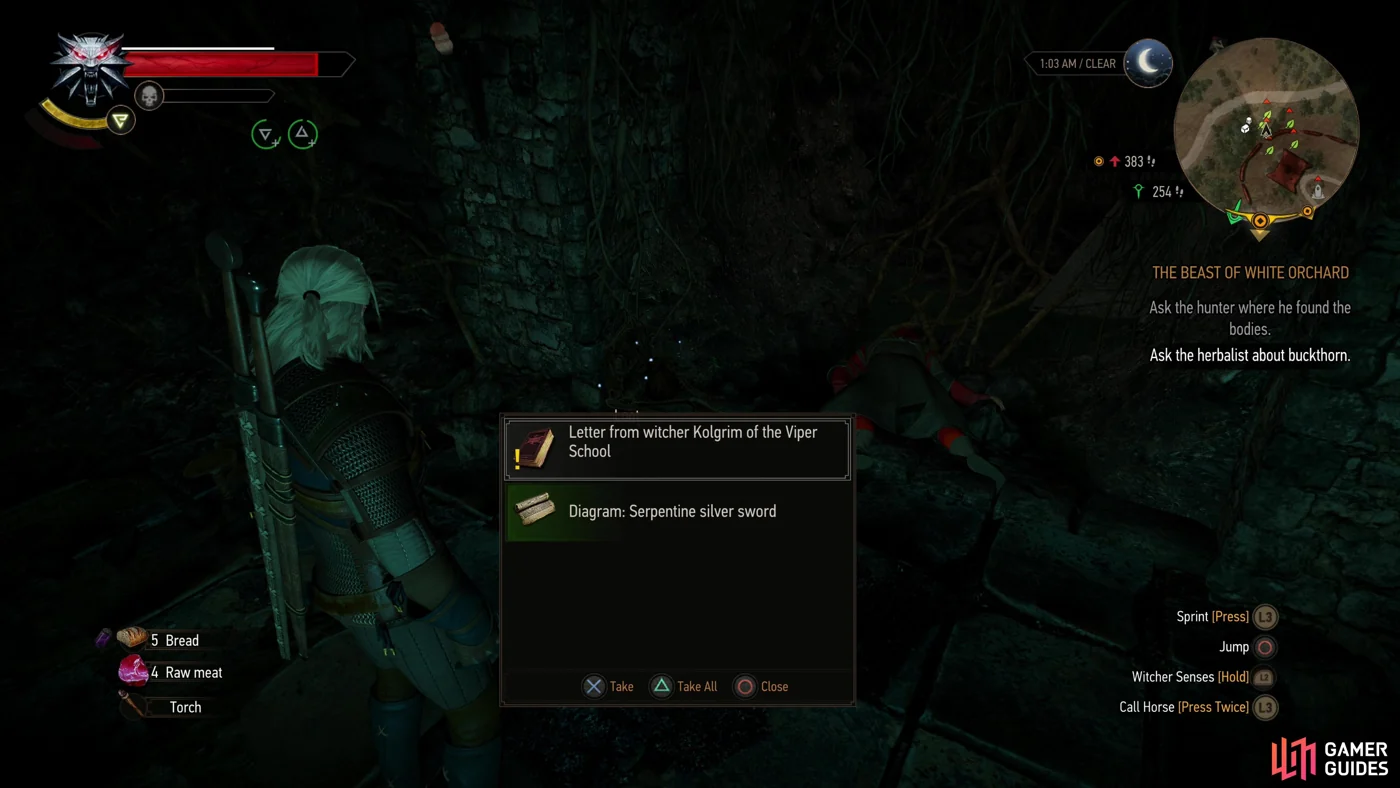 1:03 AM / CLEAR
383
254
THE BEAST OF WHITE ORCHARD
Ask the hunter where he found the
bodies.
Ask the herbalist about buckthorn.
Letter from witcher Kolgrim of the Viper
School
Diagram: Serpentine silver sword
Take
Take All
Close
5 Bread
4 Raw meat
Torch
Sprint [Press] L3
Jump
Witcher Senses [Hold] L2
Call Horse [Press Twice] L3
GAMER
GUIDES